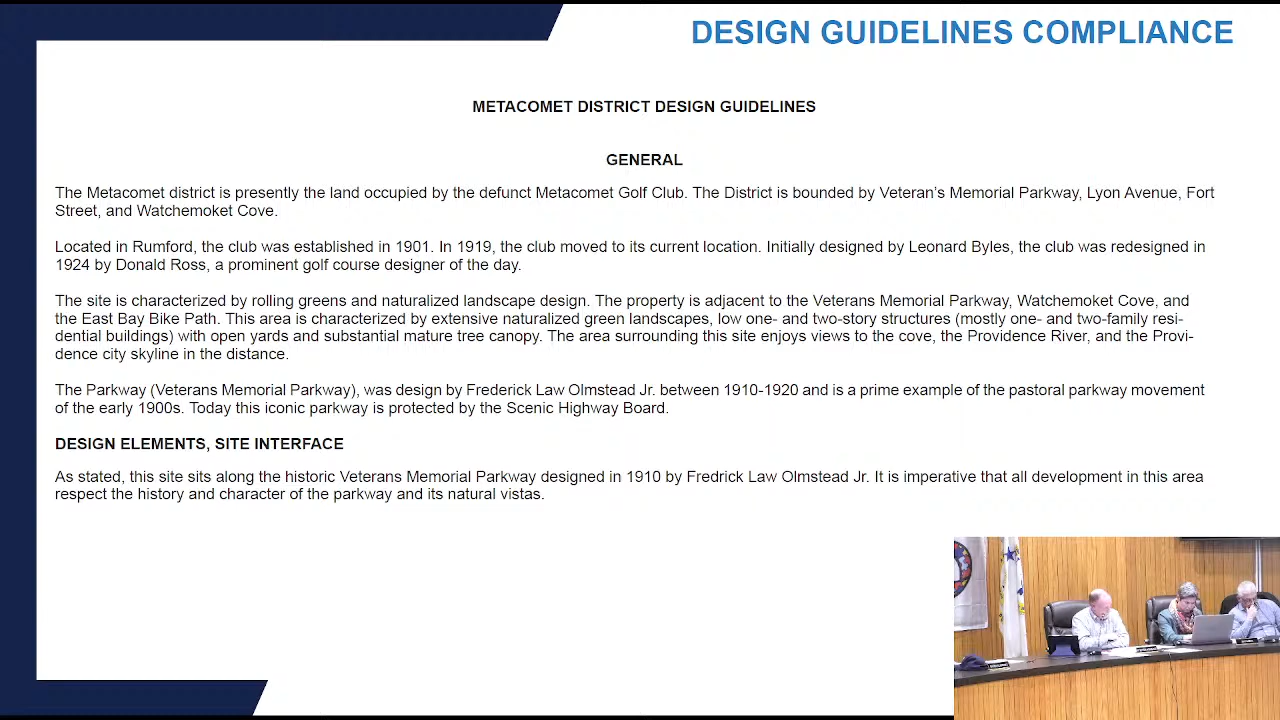 DESIGN GUIDELINES COMPLIANCE
METACOMET DISTRICT DESIGN GUIDELINES
GENERAL
The Metacomet district is presently the land occupied by the defunct Metacomet Golf Club. The District is bounded by Veteran's Memorial Parkway, Lyon Avenue, Fort
Street, and Watchemoket Cove.
Located in Rumford, the club was established in 1901. In 1919, the club moved to its current location. Initially designed by Leonard Byles, the club was redesigned in
1924 by Donald Ross, a prominent golf course designer of the day.
The site is characterized by rolling greens and naturalized landscape design. The property is adjacent to the Veterans Memorial Parkway, Watchemoket Cove, and
the East Bay Bike Path. This area is characterized by extensive naturalized green landscapes, low one- and two-story structures (mostly one- and two-family resi-
dential buildings) with open yards and substantial mature tree canopy. The area surrounding this site enjoys views to the cove, the Providence River, and the Provi-
dence city skyline in the distance.
The Parkway (Veterans Memorial Parkway), was design by Frederick Law Olmstead Jr. between 1910-1920 and is a prime example of the pastoral parkway movement
of the early 1900s. Today this iconic parkway is protected by the Scenic Highway Board.
DESIGN ELEMENTS, SITE INTERFACE
As stated, this site sits along the historic Veterans Memorial Parkway designed in 1910 by Fredrick Law Olmstead Jr. It is imperative that all development in this area
respect the history and character of the parkway and its natural vistas.